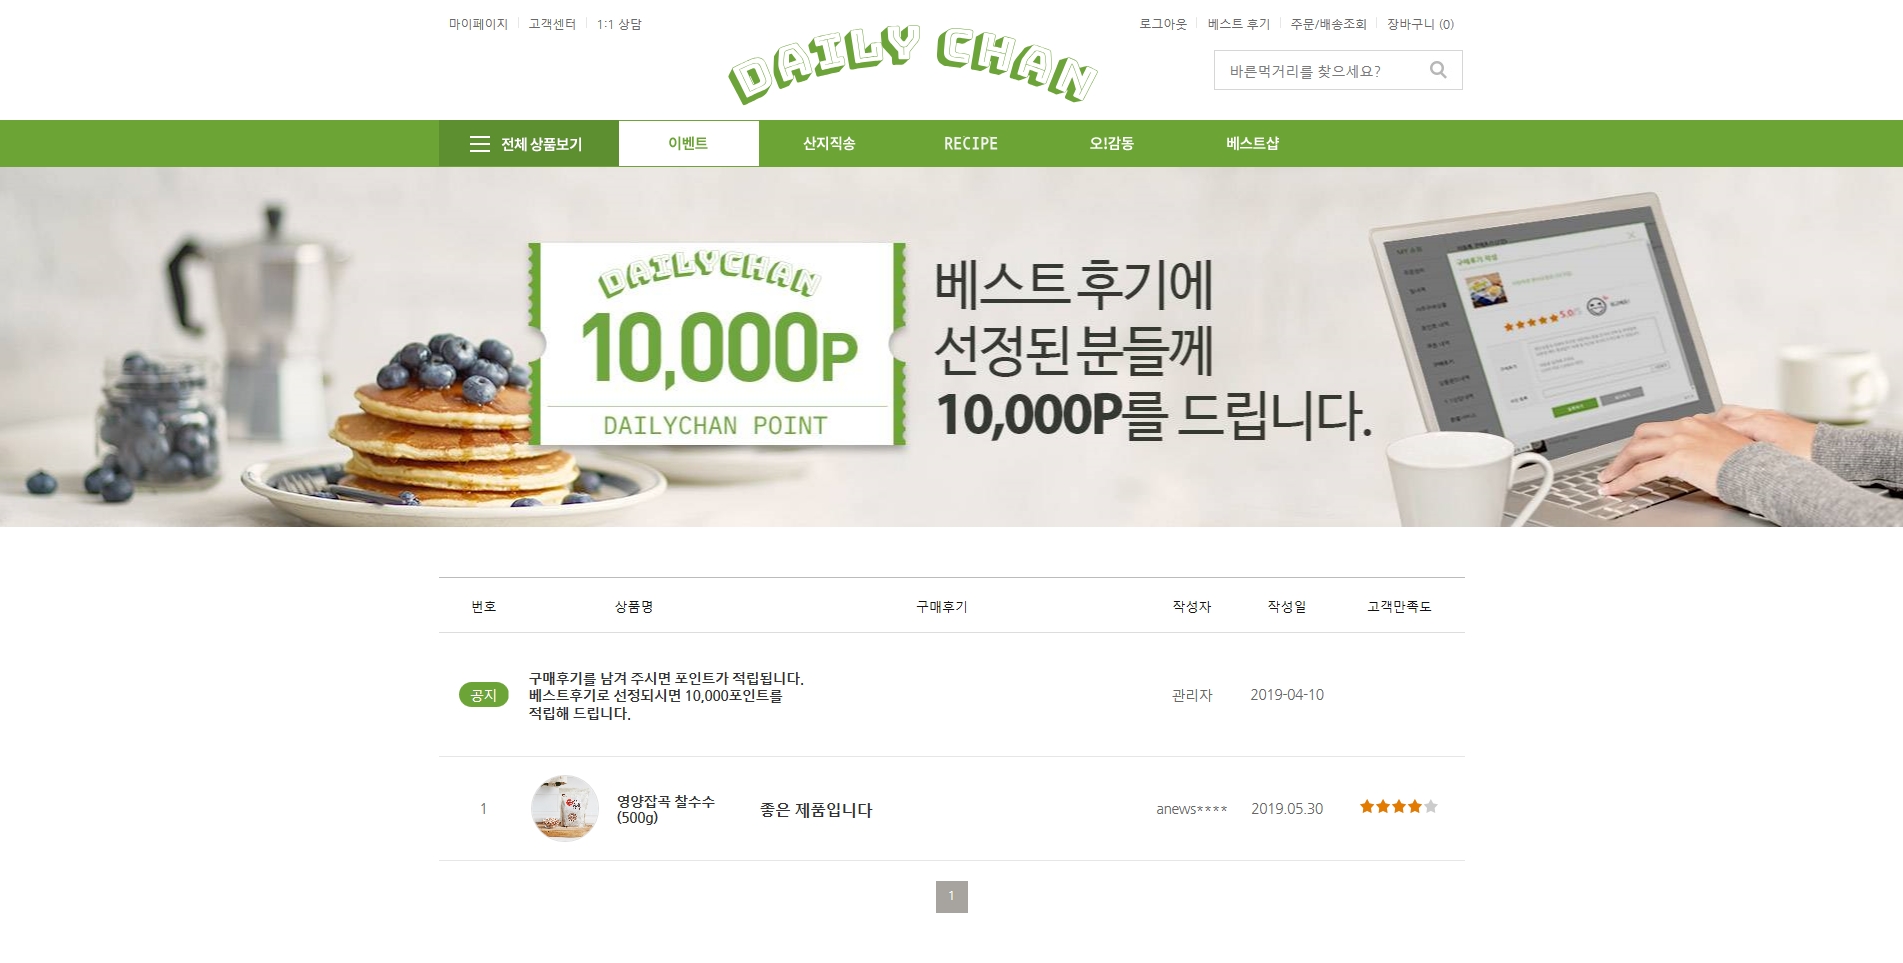 마이페이지 고객센터 1:1 상담
로그아웃 베스트 후기 주문/배송조회 장바구니 (0)
DAILY CHAN
바른먹거리를 찾으세요?
전체 상품보기 이벤트 산지직송 RECIPE 오!감동 베스트샵
DAILYCHAN
10,000P
DAILYCHAN POINT
베스트 후기에
선정된 분들께
10,000P를 드립니다.
구매후기 작성
5.0/5
번호 상품명 구매후기 작성자 작성일 고객만족도
공지
구매후기를 남겨 주시면 포인트가 적립됩니다.
베스트후기로 선정되시면 10,000포인트를
적립해 드립니다.
관리자 2019-04-10
1
영양잡곡 찰수수
(500g)
좋은 제품입니다
anews**** 2019.05.30
1